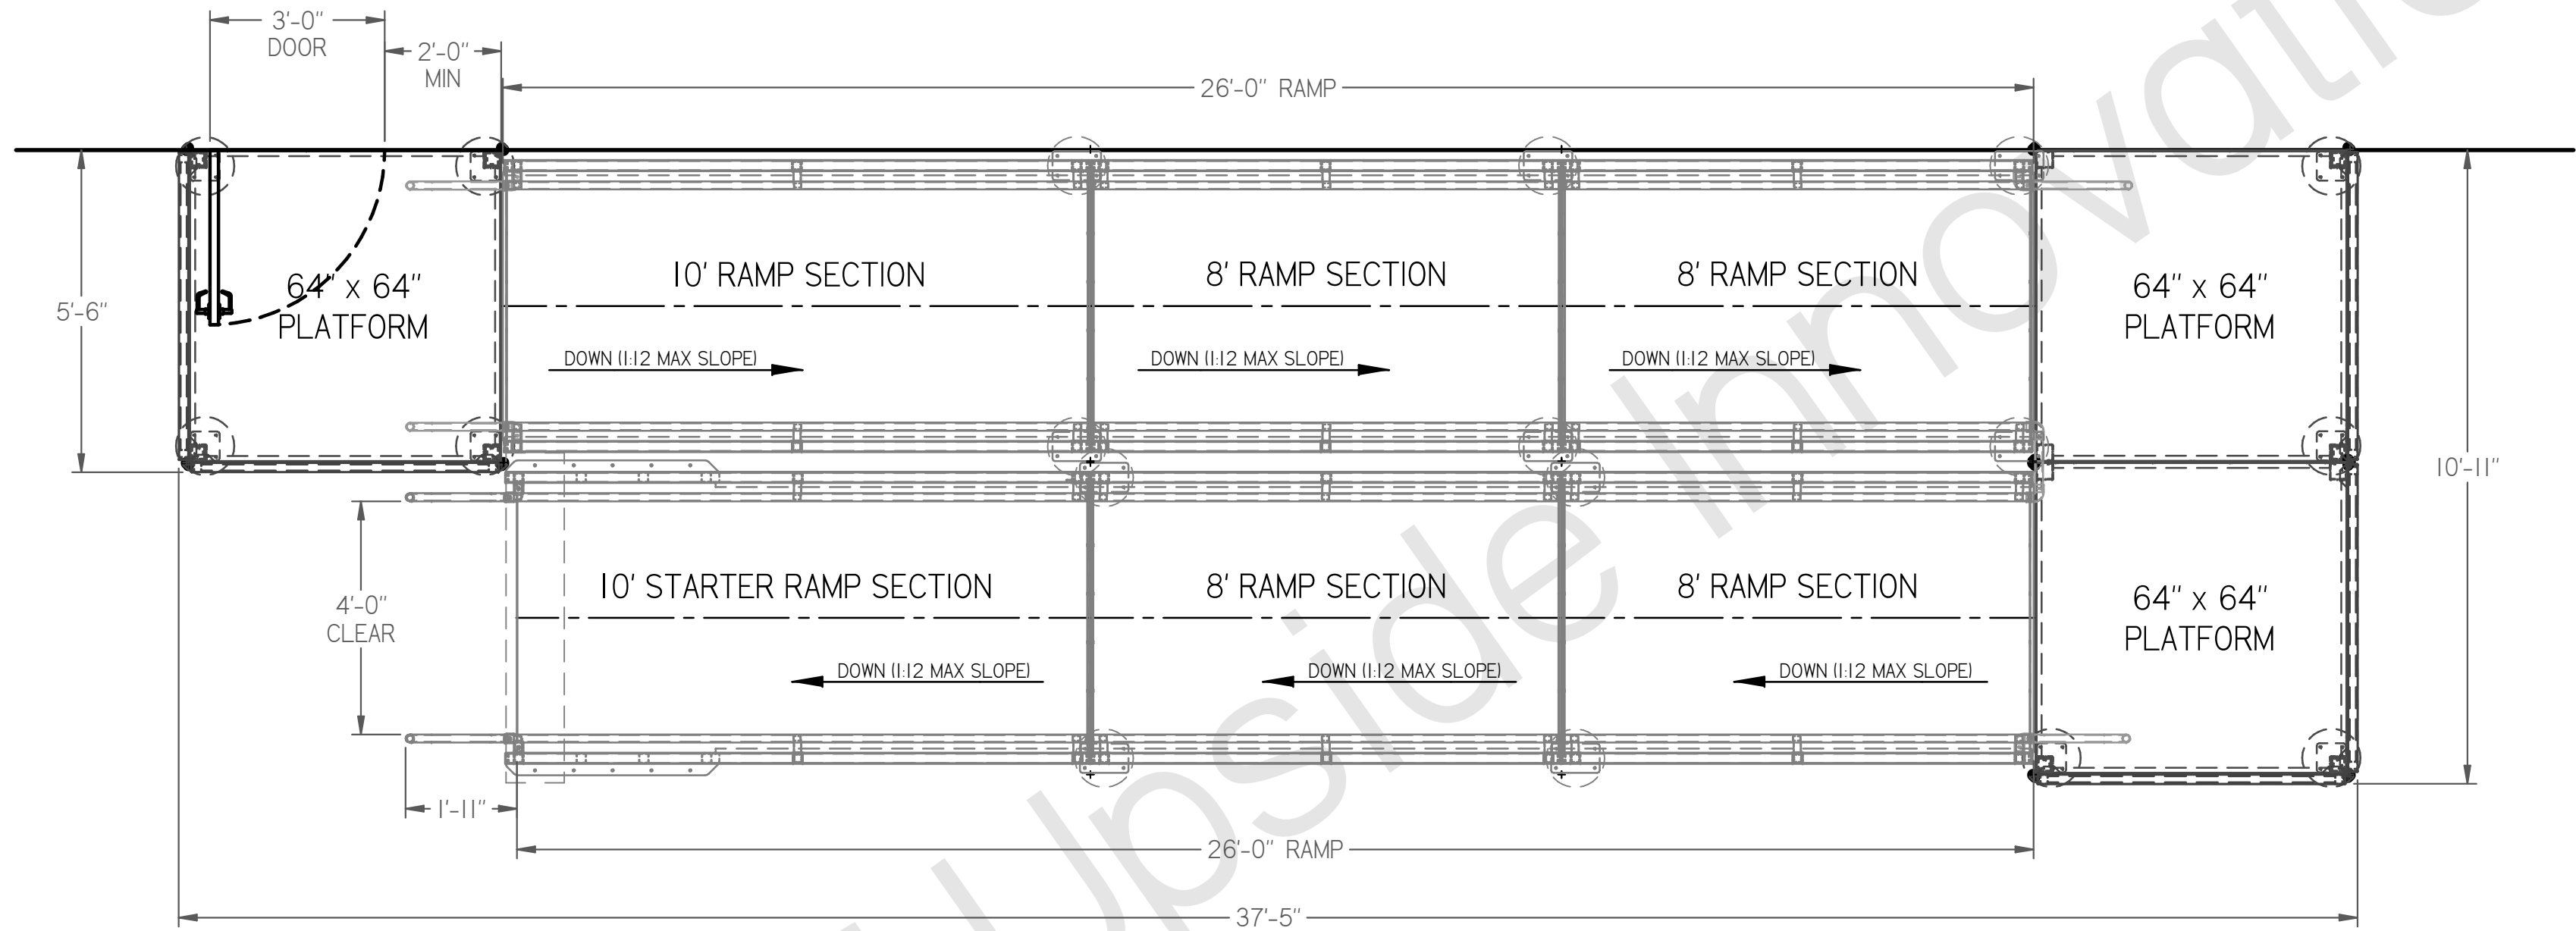 3'-0"
DOOR
2'-0"
MIN
26'-0" RAMP
5'-6"
64" x 64"
PLATFORM
10' RAMP SECTION
8' RAMP SECTION
8' RAMP SECTION
64" x 64"
PLATFORM
DOWN (1:12 MAX SLOPE)
DOWN (1:12 MAX SLOPE)
DOWN (1:12 MAX SLOPE)
10'-11"
4'-0"
CLEAR
10' STARTER RAMP SECTION
8' RAMP SECTION
8' RAMP SECTION
64" x 64"
PLATFORM
DOWN (1:12 MAX SLOPE)
DOWN (1:12 MAX SLOPE)
DOWN (1:12 MAX SLOPE)
1'-11"
26'-0" RAMP
37'-5"
Upside Innovatio